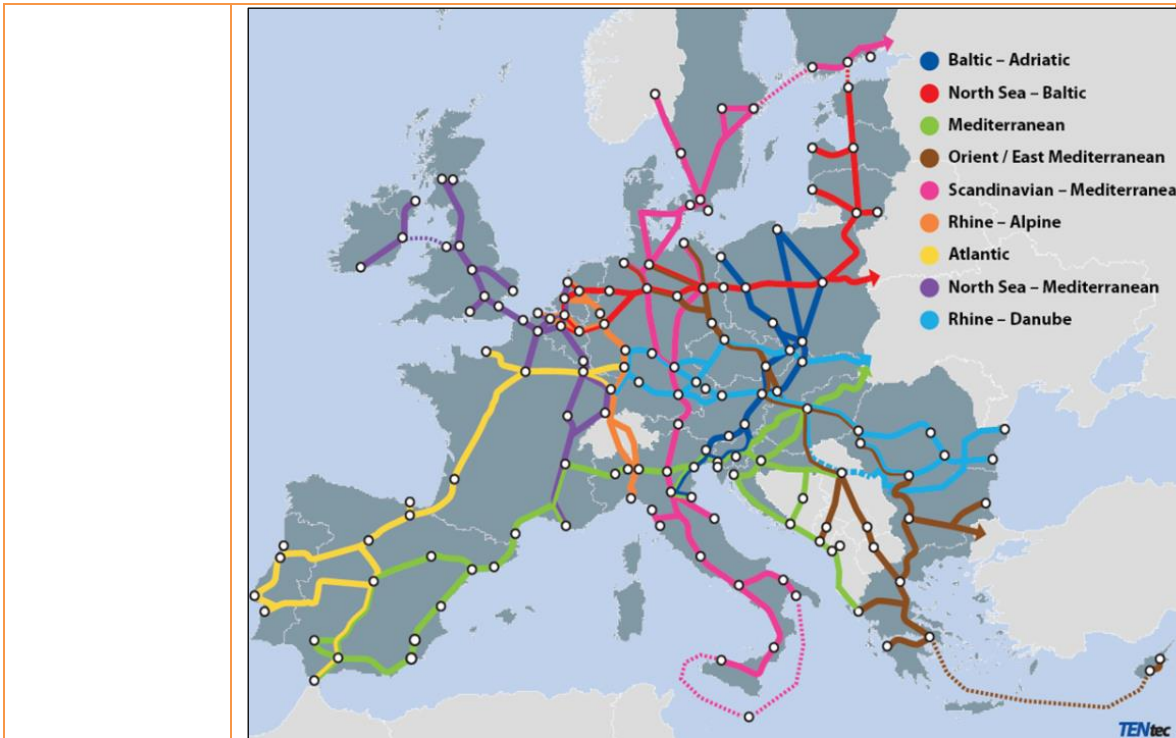 Baltic – Adriatic
North Sea – Baltic
Mediterranean
Orient / East Mediterranean
Scandinavian – Mediterranea
Rhine – Alpine
Atlantic
North Sea – Mediterranean
Rhine – Danube
TENtec